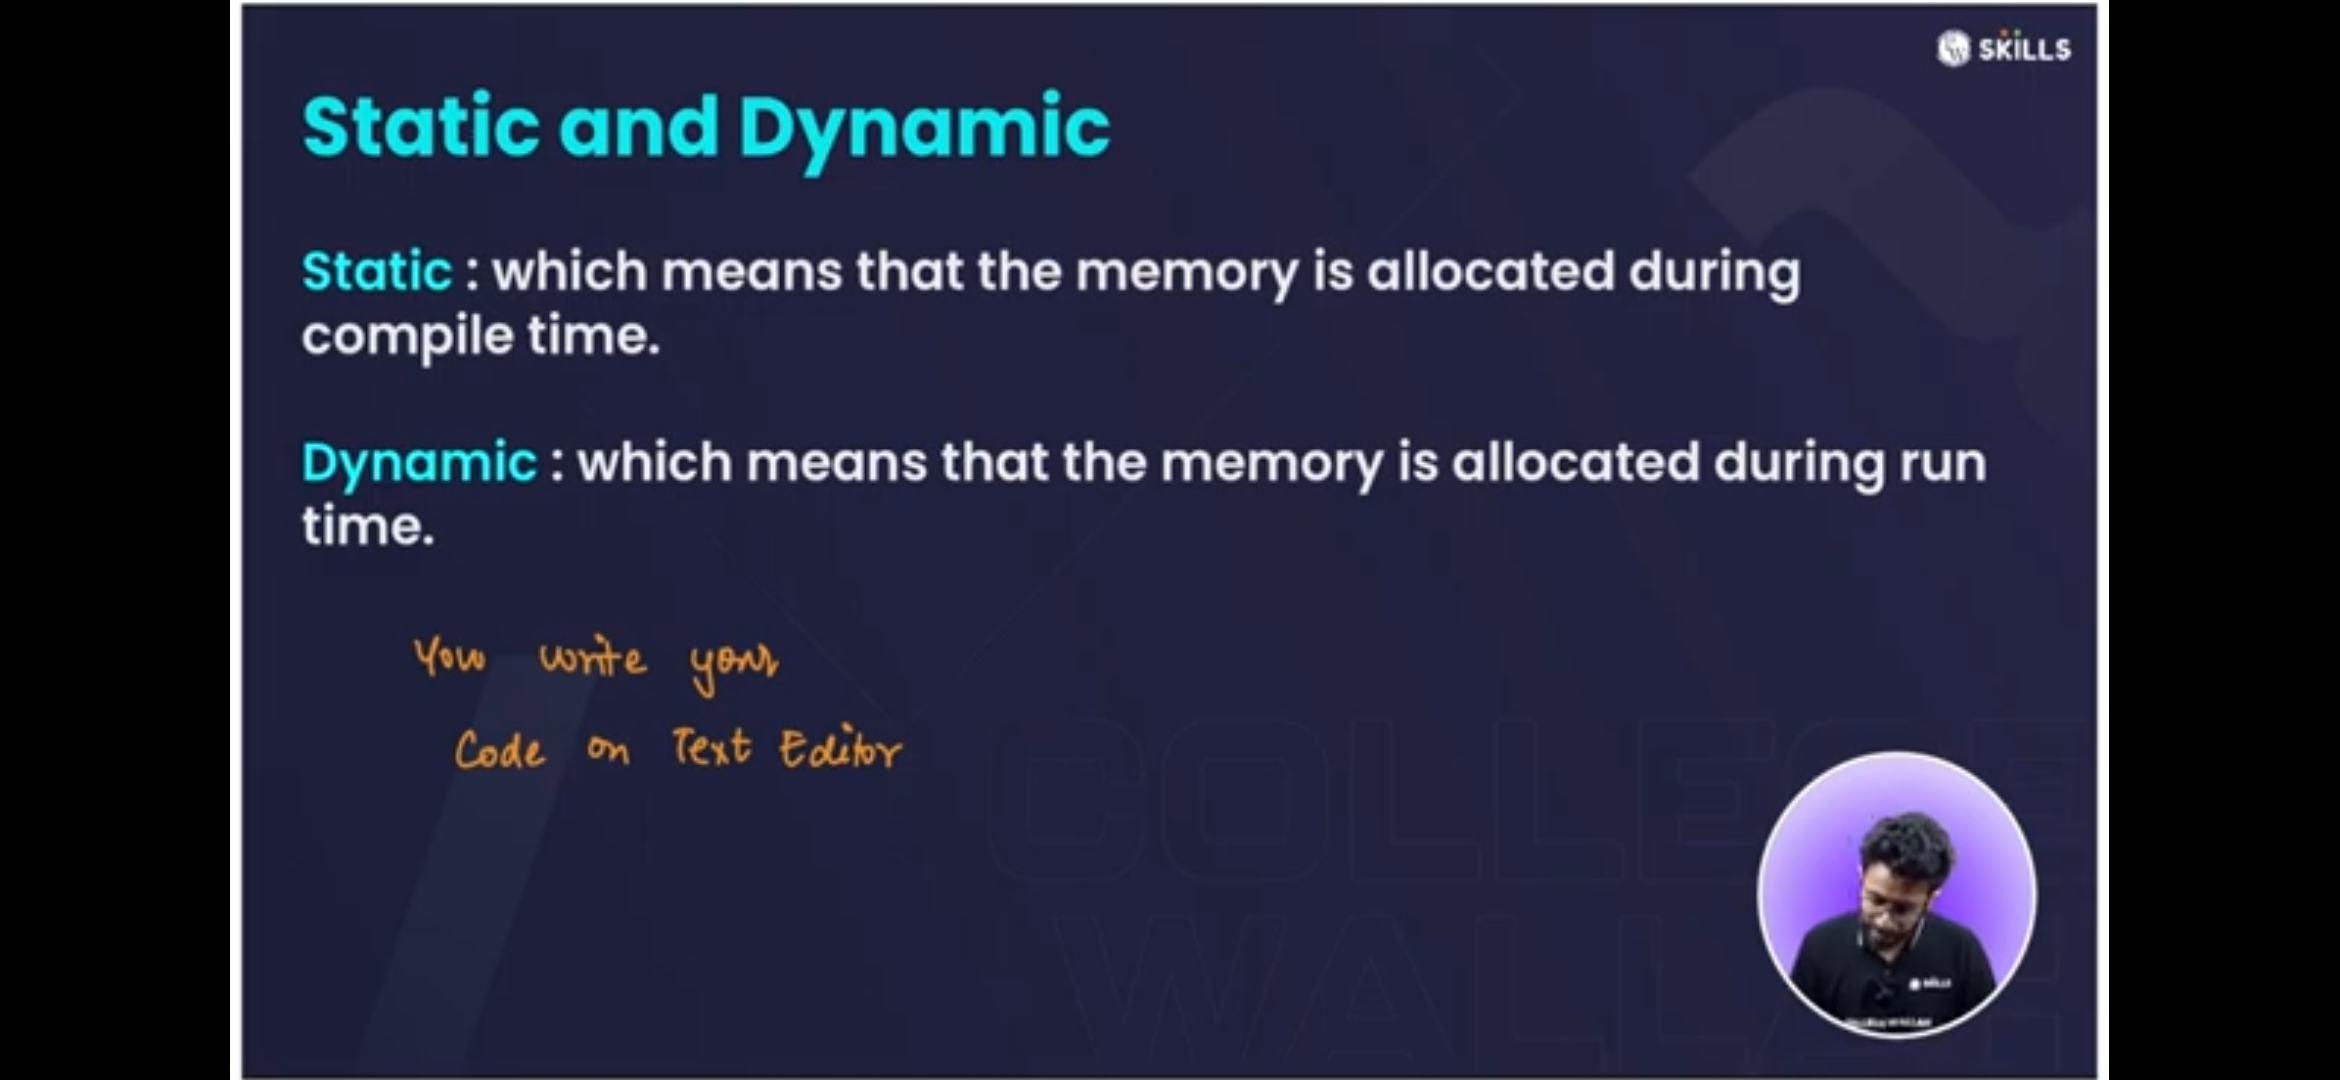 SKILLS
Static and Dynamic
Static : which means that the memory is allocated during
compile time.
Dynamic : which means that the memory is allocated during run
time.
You write your
Code on Text Editor
COLLEGE
WALLAH
SKILLS